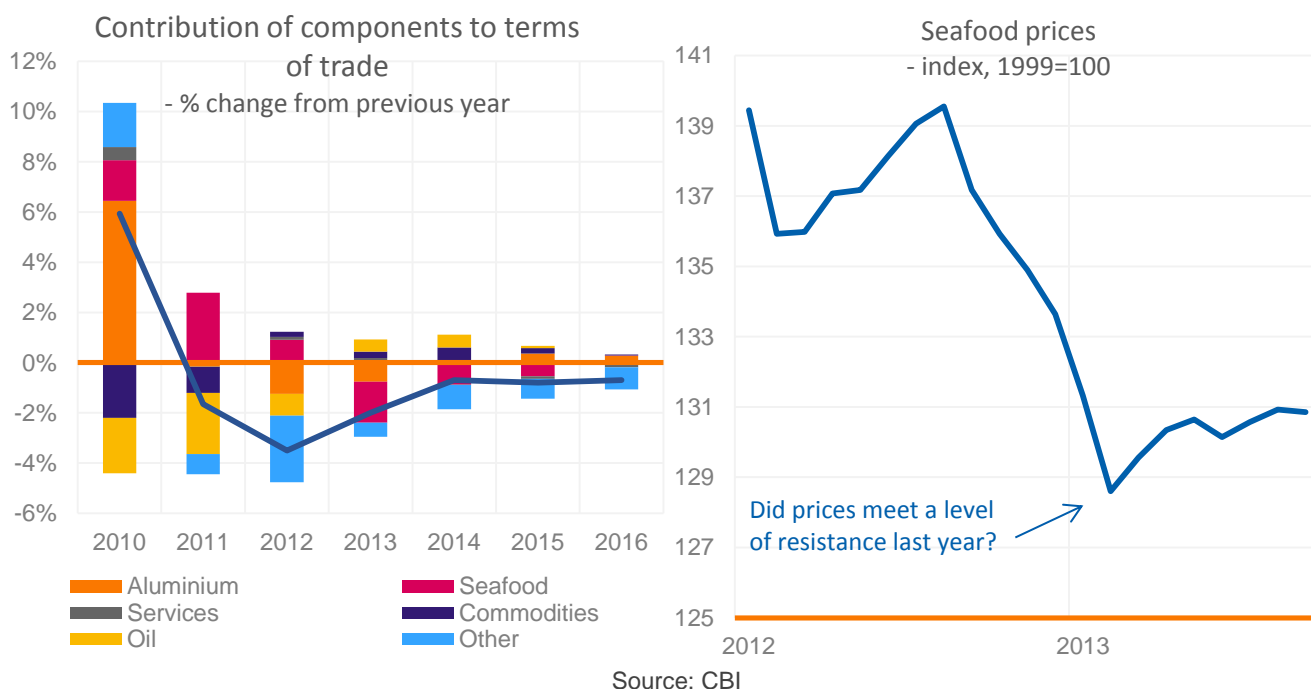 Contribution of components to terms
of trade
- % change from previous year
12%
10%
8%
6%
4%
2%
0%
-2%
-4%
-6%
2010 2011 2012 2013 2014 2015 2016
Aluminium Seafood
Services Commodities
Oil Other
Seafood prices
- index, 1999=100
141
139
137
135
133
131
129
127
125
Did prices meet a level
of resistance last year?
2012 2013
Source: CBI